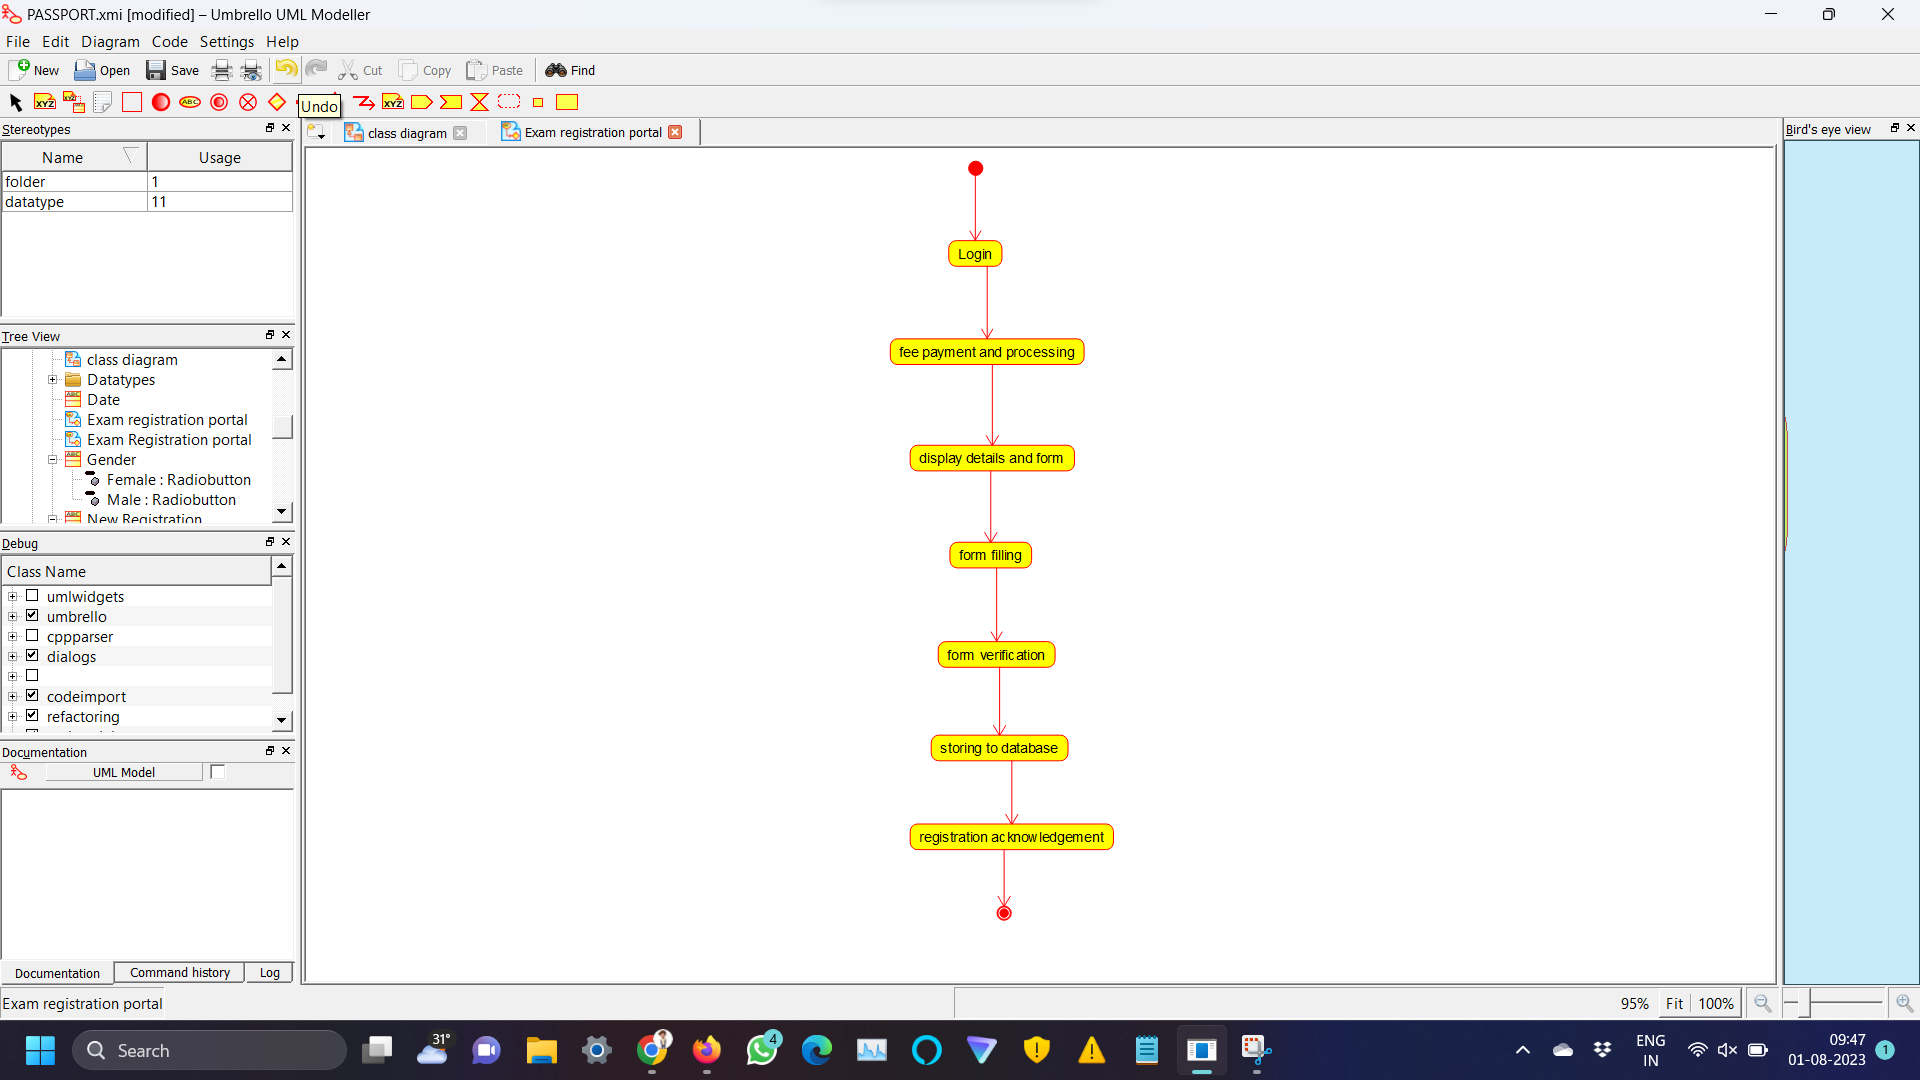 PASSPORT.xmi [modified] – Umbrello UML Modeller
File Edit Diagram Code Settings Help
New Open Save Cut Copy Paste Find
XYZ ABC Undo XYZ
Stereotypes
Name Usage
folder 1
datatype 11
Tree View
class diagram
Datatypes
Date
Exam registration portal
Exam Registration portal
Gender
Female : Radiobutton
Male : Radiobutton
New Registration
Debug
Class Name
umlwidgets
umbrello
cppparser
dialogs
codeimport
refactoring
Documentation
UML Model
Documentation Command history Log
class diagram Exam registration portal
Login
fee payment and processing
display details and form
form filling
form verification
storing to database
registration acknowledgement
Bird's eye view
Exam registration portal
95% Fit 100%
Search
31°
4
ENG
IN
09:47
01-08-2023
1